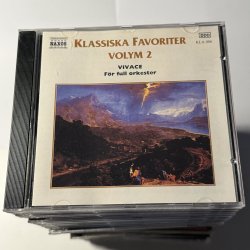 NAXOS
KLASSISKA FAVORITER
VOLYM 2
VIVACE
För full orkester